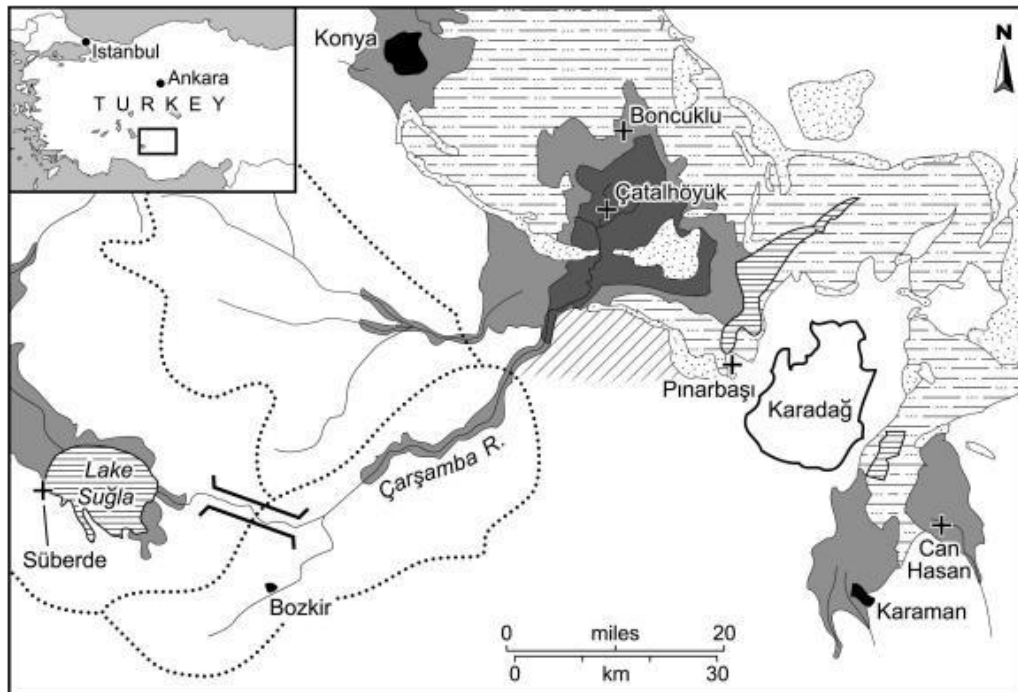 Istanbul
Ankara
TURKEY
Konya
N
Boncuklu
Çatalhöyük
Pınarbaşı
Karadağ
Çarşamba R.
Lake
Suğla
Süberde
Bozkir
Can
Hasan
Karaman
0 miles 20
0 km 30